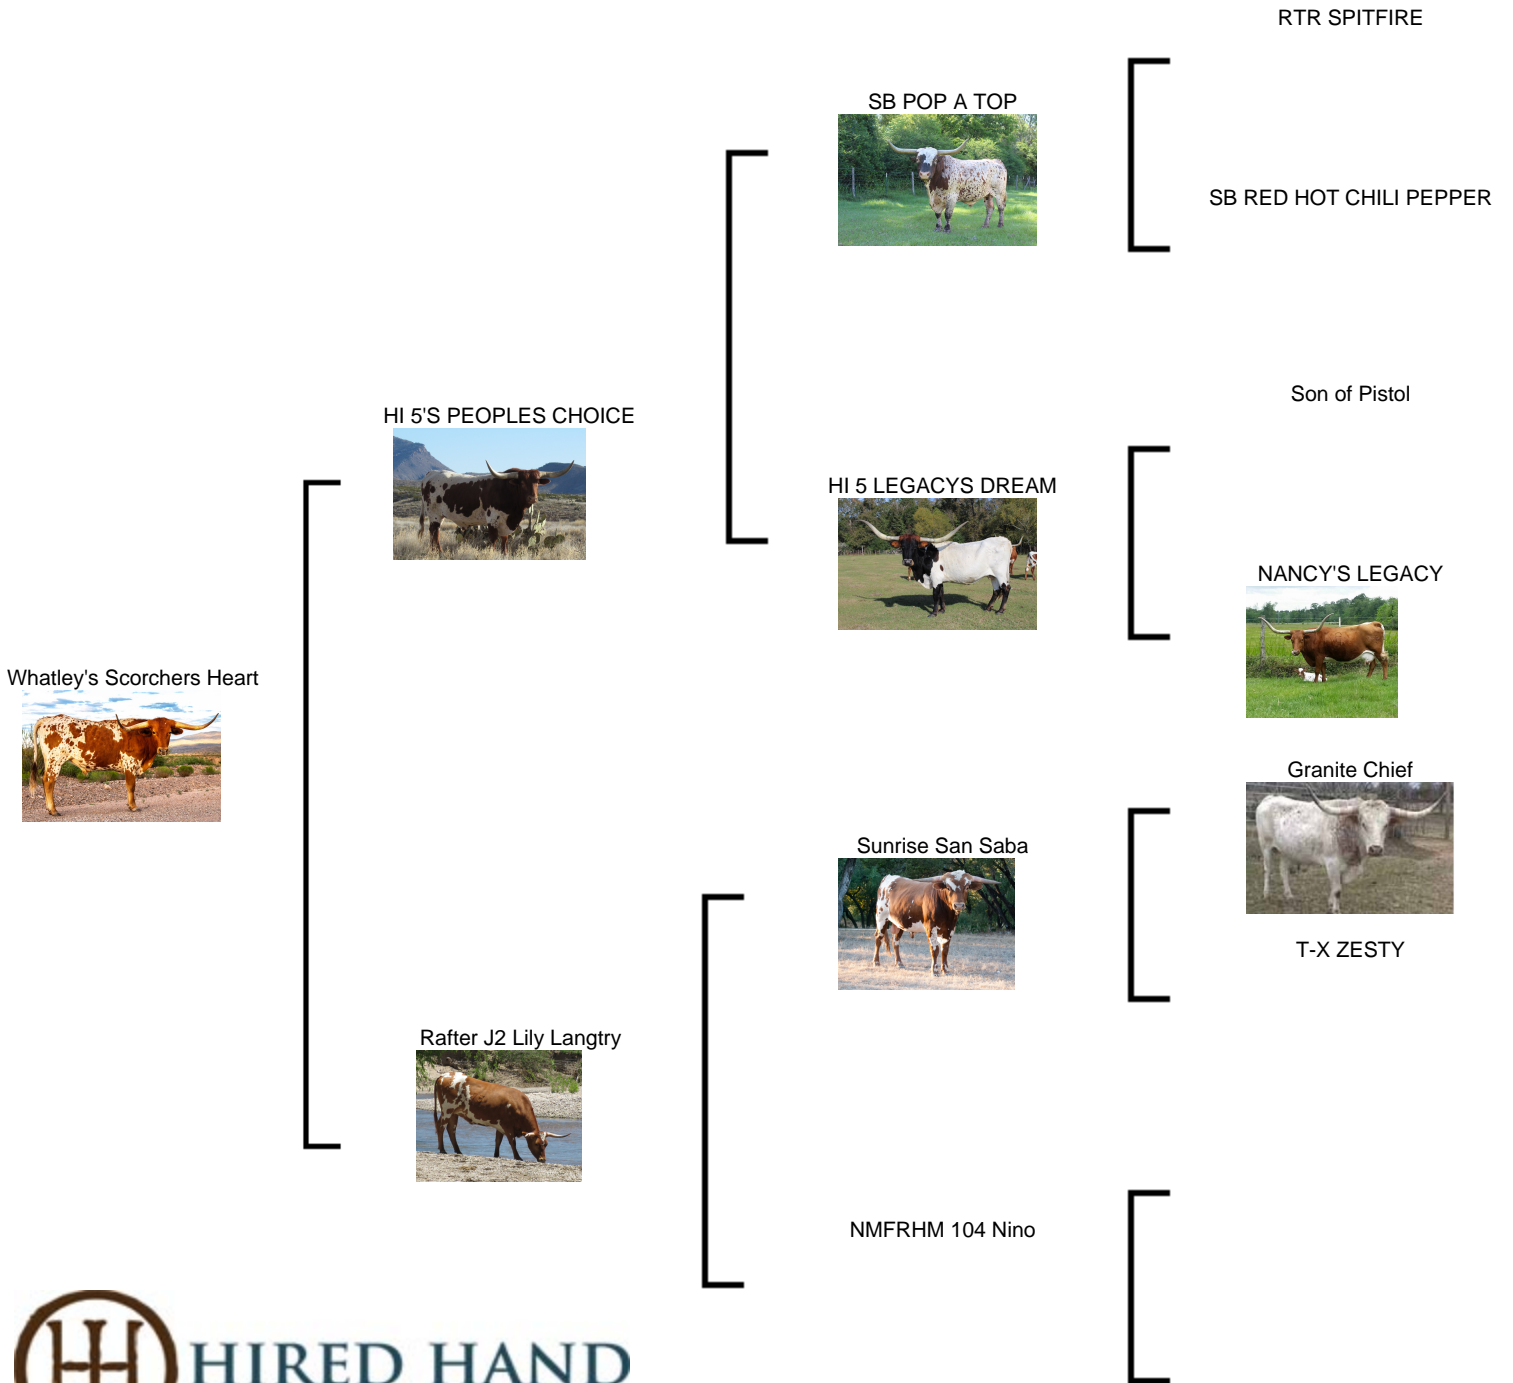 RTR SPITFIRE
SB POP A TOP
SB RED HOT CHILI PEPPER
Son of Pistol
HI 5'S PEOPLES CHOICE
HI 5 LEGACYS DREAM
NANCY'S LEGACY
Whatley's Scorchers Heart
Granite Chief
Sunrise San Saba
T-X ZESTY
Rafter J2 Lily Langtry
NMFRHM 104 Nino
HIRED HAND